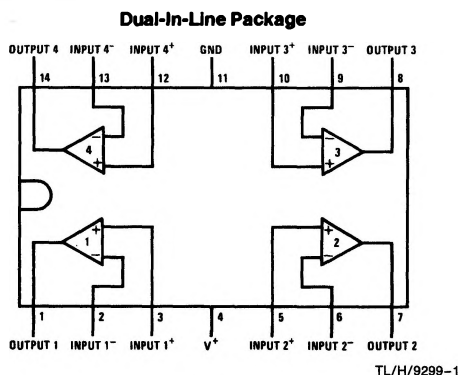 Dual-In-Line Package
OUTPUT 4 INPUT 4⁻ INPUT 4⁺ GND INPUT 3⁺ INPUT 3⁻ OUTPUT 3
14 13 12 11 10 9 8
− −
4 3
+ +
+ +
1 2
− −
1 2 3 4 5 6 7
OUTPUT 1 INPUT 1⁻ INPUT 1⁺ V⁺ INPUT 2⁺ INPUT 2⁻ OUTPUT 2
TL/H/9299–1